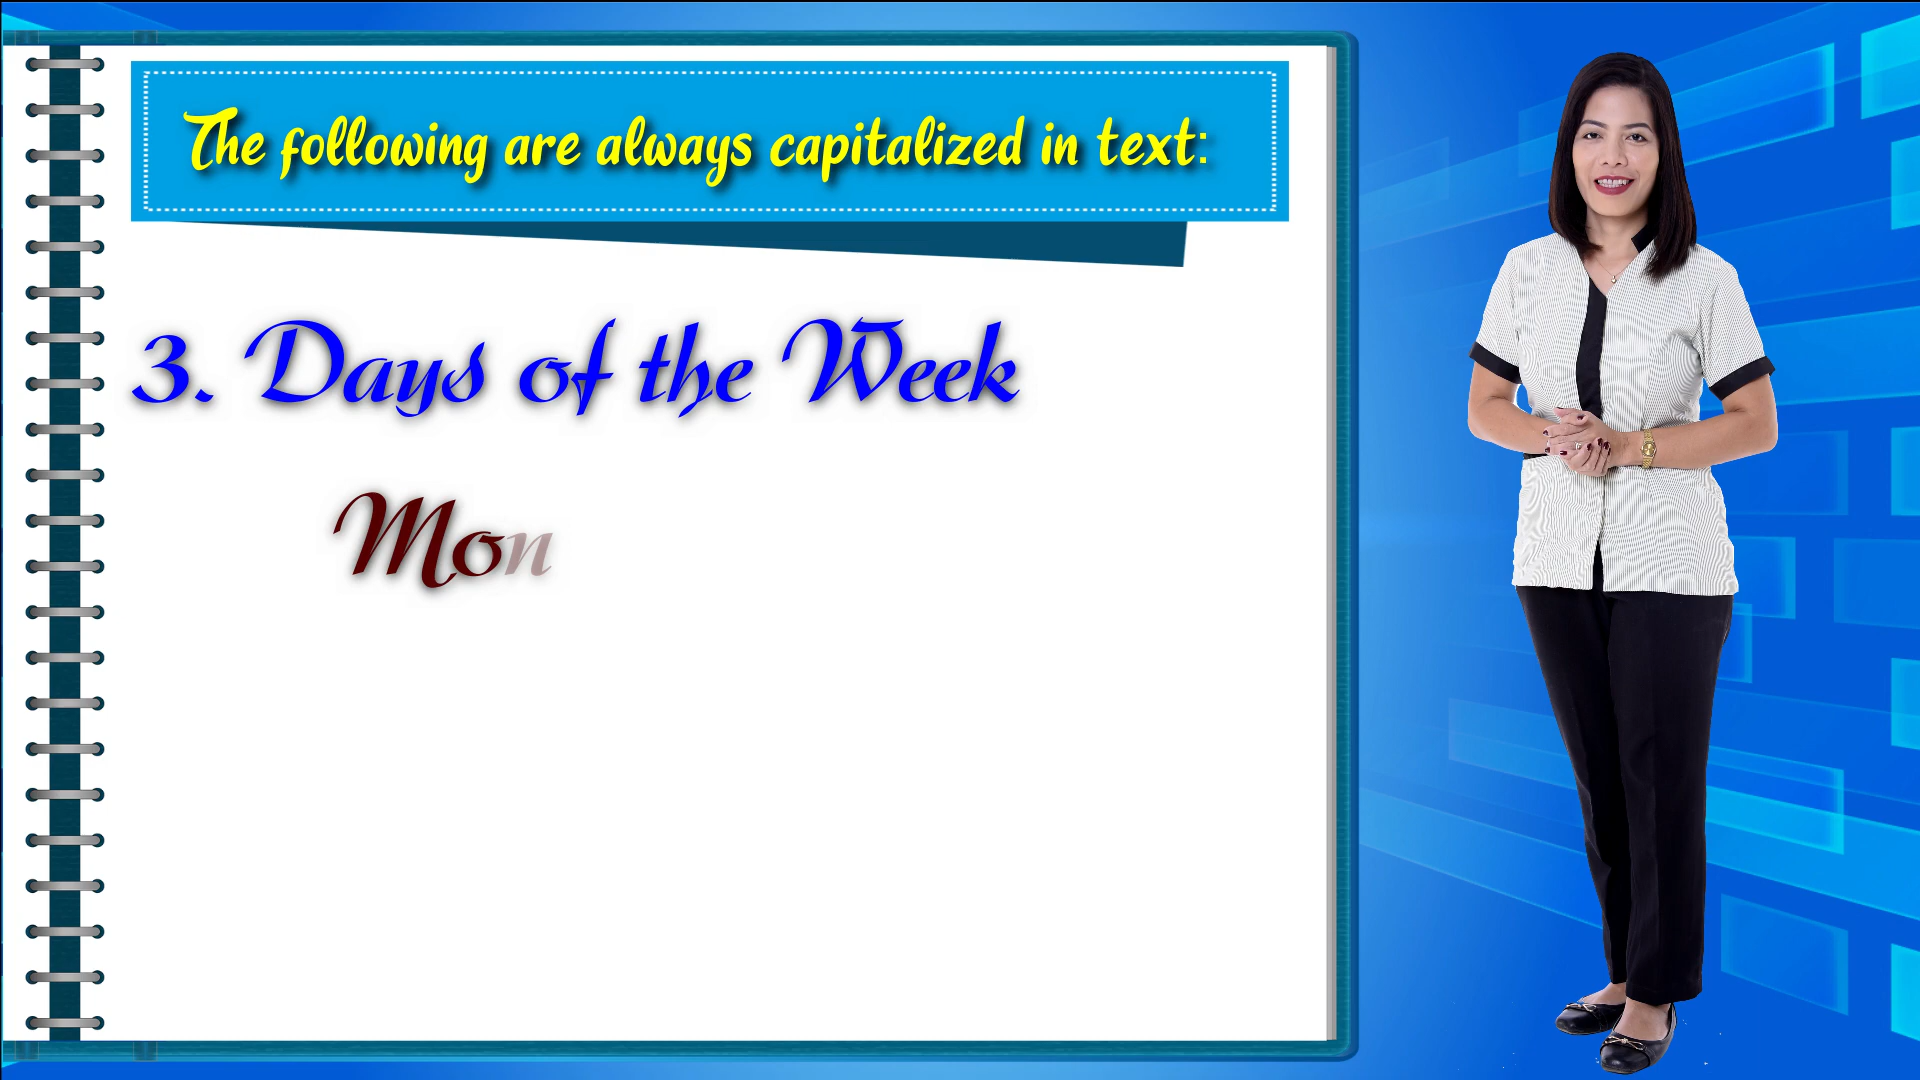 The following are always capitalized in text:
3. Days of the Week
Mon